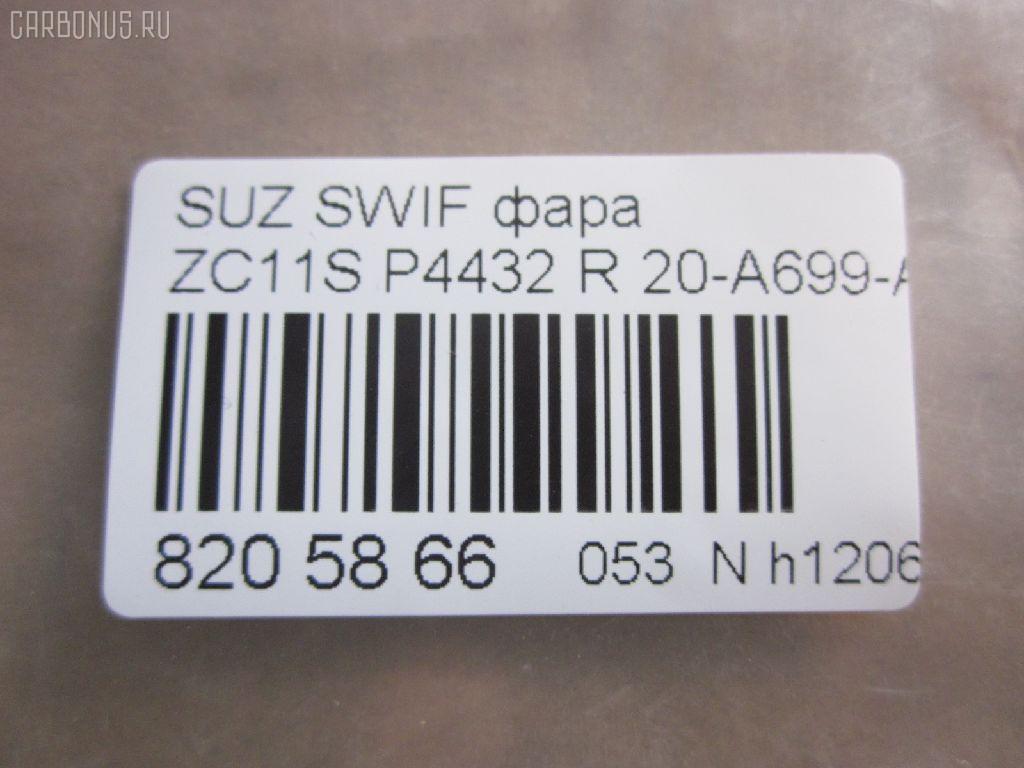 CARBONUS.RU
SUZ SWIF фара
ZC11S P4432 R 20-A699-A
820 58 66 053 N h1206